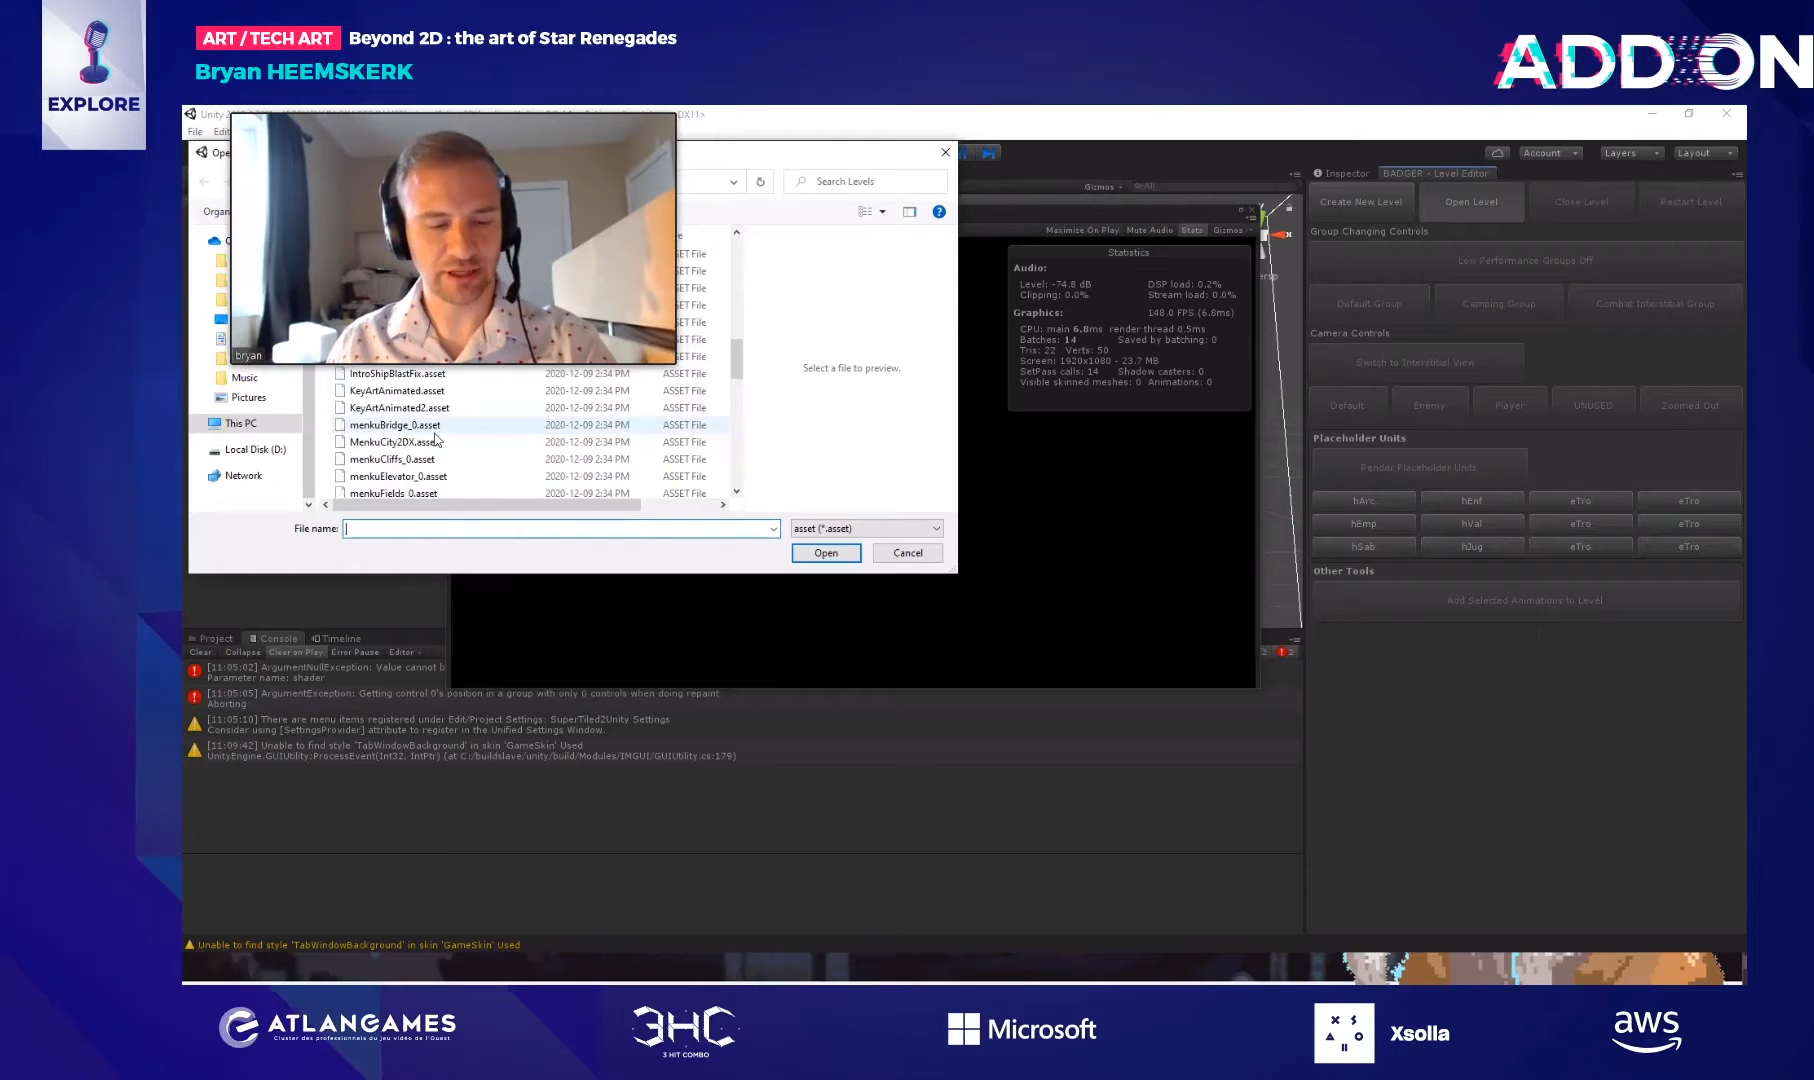 EXPLORE
ART / TECH ART Beyond 2D : the art of Star Renegades
Bryan HEEMSKERK
ADD ON
Unity
DX11>
File Edit
Account Layers Layout
Inspector BADGER - Level Editor
Create New Level Open Level Close Level Restart Level
Group Changing Controls
Low Performance Groups Off
Default Group Camping Group Combat Interstitial Group
Camera Controls
Switch to Interstitial View
Default Enemy Player UNUSED Zoomed Out
Placeholder Units
Render Placeholder Units
hArc hEnf eTro eTro
hEmp hVal eTro eTro
hSab hJug eTro eTro
Other Tools
Add Selected Animations to Level
Gizmos All
Maximize On Play Mute Audio Stats Gizmos
Statistics
Audio:
Level: -74.8 dB DSP load: 0.2%
Clipping: 0.0% Stream load: 0.0%
Graphics: 148.0 FPS (6.8ms)
CPU: main 6.8ms render thread 0.5ms
Batches: 14 Saved by batching: 0
Tris: 22 Verts: 50
Screen: 1920x1080 - 23.7 MB
SetPass calls: 14 Shadow casters: 0
Visible skinned meshes: 0 Animations: 0
bryan
Search Levels
Select a file to preview.
Music
Pictures
This PC
Local Disk (D:)
Network
IntroShipBlastFix.asset 2020-12-09 2:34 PM ASSET File
KeyArtAnimated.asset 2020-12-09 2:34 PM ASSET File
KeyArtAnimated2.asset 2020-12-09 2:34 PM ASSET File
menkuBridge_0.asset 2020-12-09 2:34 PM ASSET File
MenkuCity2DX.asset 2020-12-09 2:34 PM ASSET File
menkuCliffs_0.asset 2020-12-09 2:34 PM ASSET File
menkuElevator_0.asset 2020-12-09 2:34 PM ASSET File
menkuFields_0.asset 2020-12-09 2:34 PM ASSET File
File name: asset (*.asset)
Open Cancel
Project Console Timeline
Clear Collapse Clear on Play Error Pause Editor
2 2
[11:05:02] ArgumentNullException: Value cannot b
Parameter name: shader
[11:05:05] ArgumentException: Getting control 0's position in a group with only 0 controls when doing repaint
Aborting
[11:05:10] There are menu items registered under Edit/Project Settings: SuperTiled2Unity Settings
Consider using [SettingsProvider] attribute to register in the Unified Settings Window.
[11:09:42] Unable to find style 'TabWindowBackground' in skin 'GameSkin' Used
UnityEngine.GUIUtility:ProcessEvent(Int32, IntPtr) (at C:/buildslave/unity/build/Modules/IMGUI/GUIUtility.cs:179)
Unable to find style 'TabWindowBackground' in skin 'GameSkin' Used
ATLANGAMES
Cluster des professionnels du jeu vidéo de l'Ouest
3HC
3 HIT COMBO
Microsoft
Xsolla
aws